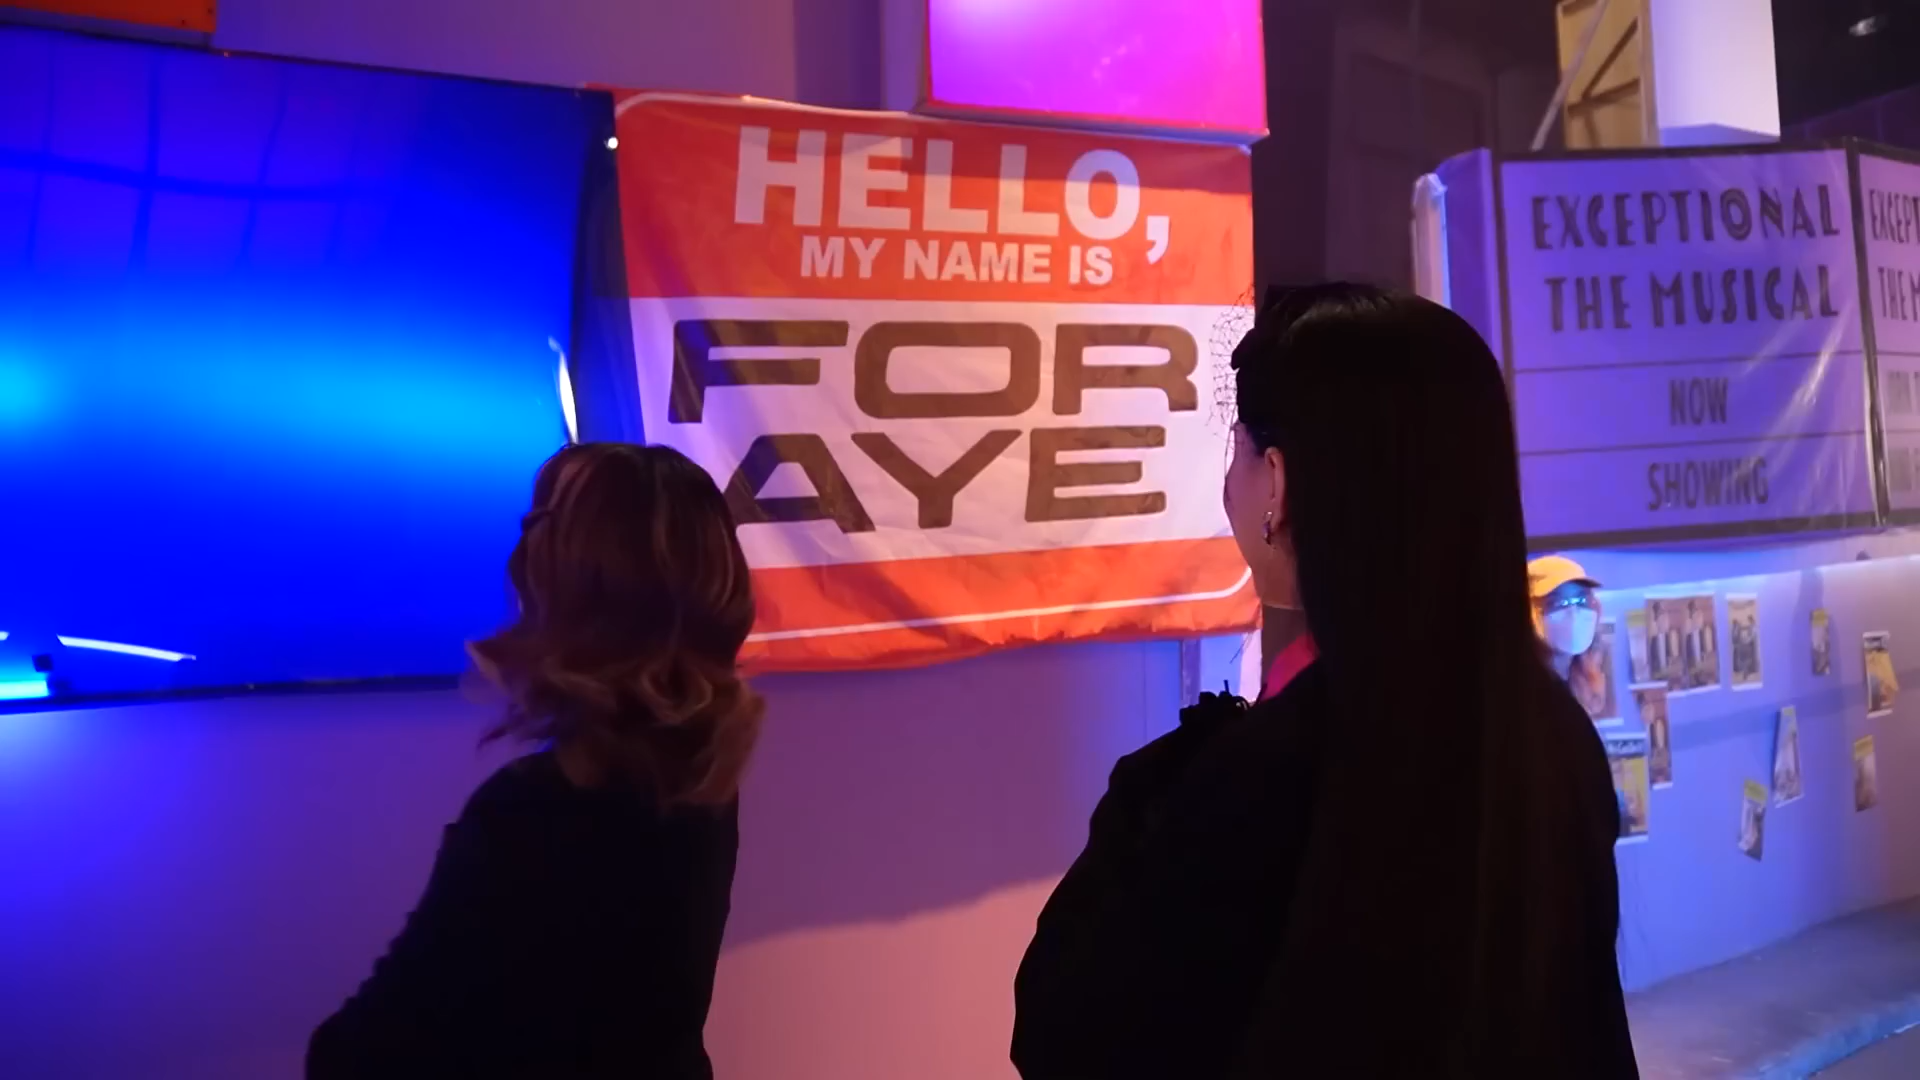 HELLO,
MY NAME IS
FOR
AYE
EXCEPTIONAL
THE MUSICAL
NOW
SHOWING